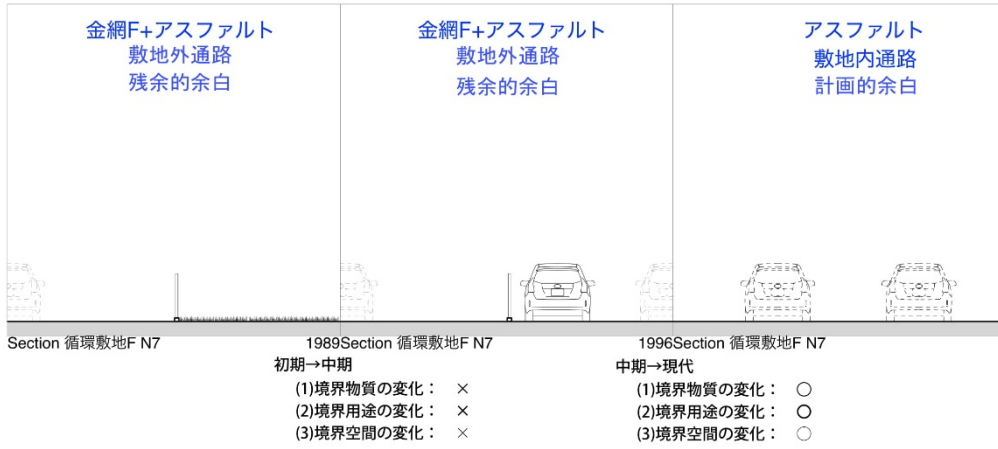 金網F+アスファルト
敷地外通路
残余的余白
金網F+アスファルト
敷地外通路
残余的余白
アスファルト
敷地内通路
計画的余白
Section 循環敷地F N7
1989Section 循環敷地F N7
1996Section 循環敷地F N7
初期→中期
(1)境界物質の変化： ×
(2)境界用途の変化： ×
(3)境界空間の変化： ×
中期→現代
(1)境界物質の変化： ○
(2)境界用途の変化： ○
(3)境界空間の変化： ○